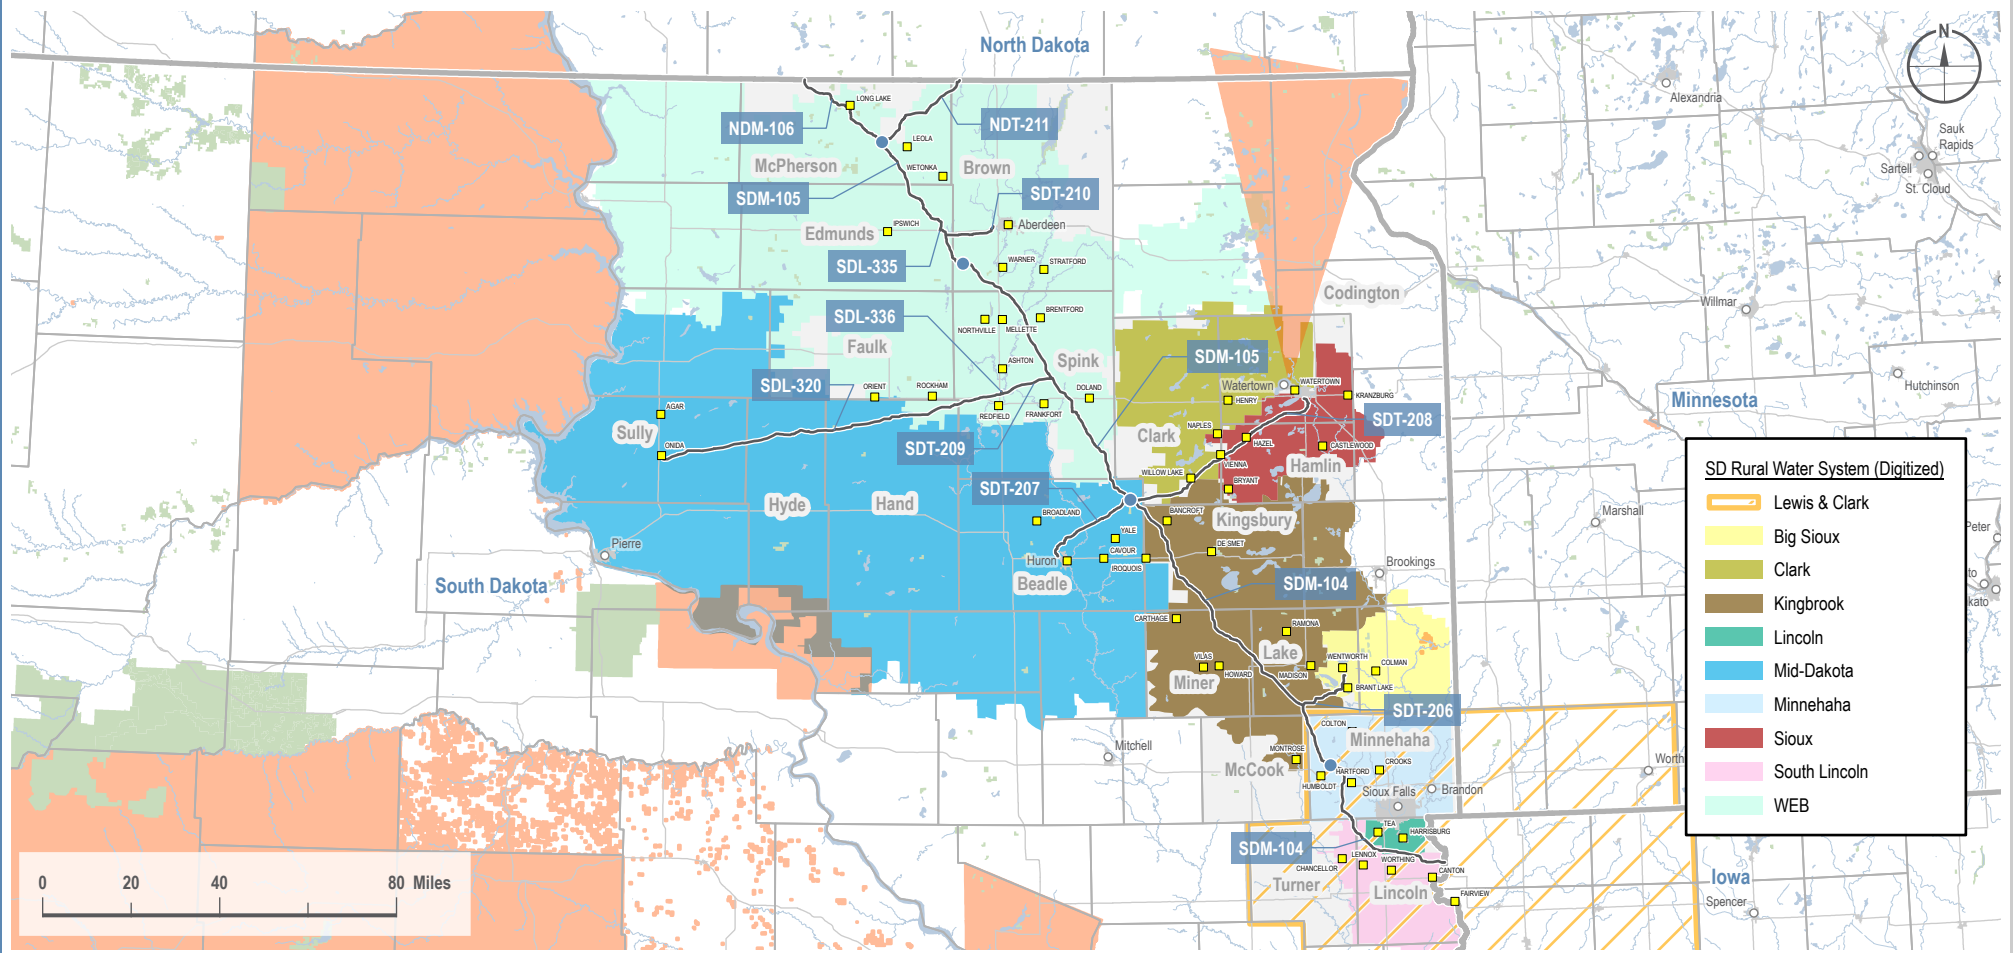 North Dakota
N
Alexandria
Sauk
Rapids
Sartell
St. Cloud
LONG LAKE
NDM-106
NDT-211
LEOLA
McPherson
WETONKA
Brown
SDM-105
SDT-210
IPSWICH
Edmunds
Aberdeen
SDL-335
WARNER
STRATFORD
Codington
Willmar
SDL-336
BRENTFORD
NORTHVILLE
MELLETTE
Faulk
Spink
ASHTON
SDM-105
SDL-320
ORIENT
ROCKHAM
DOLAND
Watertown
WATERTOWN
Hutchinson
HENRY
KRANZBURG
Minnesota
AGAR
REDFIELD
FRANKFORT
SDT-208
Sully
NAPLES
Clark
ONIDA
SDT-209
HAZEL
CASTLEWOOD
VIENNA
Hamlin
WILLOW LAKE
BRYANT
SDT-207
Hyde
Hand
BROADLAND
BANCROFT
Kingsbury
Marshall
YALE
Pierre
DE SMET
CAVOUR
Huron
IROQUOIS
Brookings
South Dakota
Beadle
SDM-104
CARTHAGE
RAMONA
Lake
WENTWORTH
COLMAN
VILAS
HOWARD
MADISON
Miner
BRANT LAKE
SDT-206
COLTON
Mitchell
Minnehaha
MONTROSE
CROOKS
McCook
HARTFORD
HUMBOLDT
Sioux Falls
Brandon
Worth
TEA
HARRISBURG
SDM-104
LENNOX
WORTHING
CHANCELLOR
CANTON
Turner
Lincoln
FAIRVIEW
Iowa
Spencer
SD Rural Water System (Digitized)
Lewis & Clark
Big Sioux
Clark
Kingbrook
Lincoln
Mid-Dakota
Minnehaha
Sioux
South Lincoln
WEB
Peter
to
kato
0 20 40 80 Miles